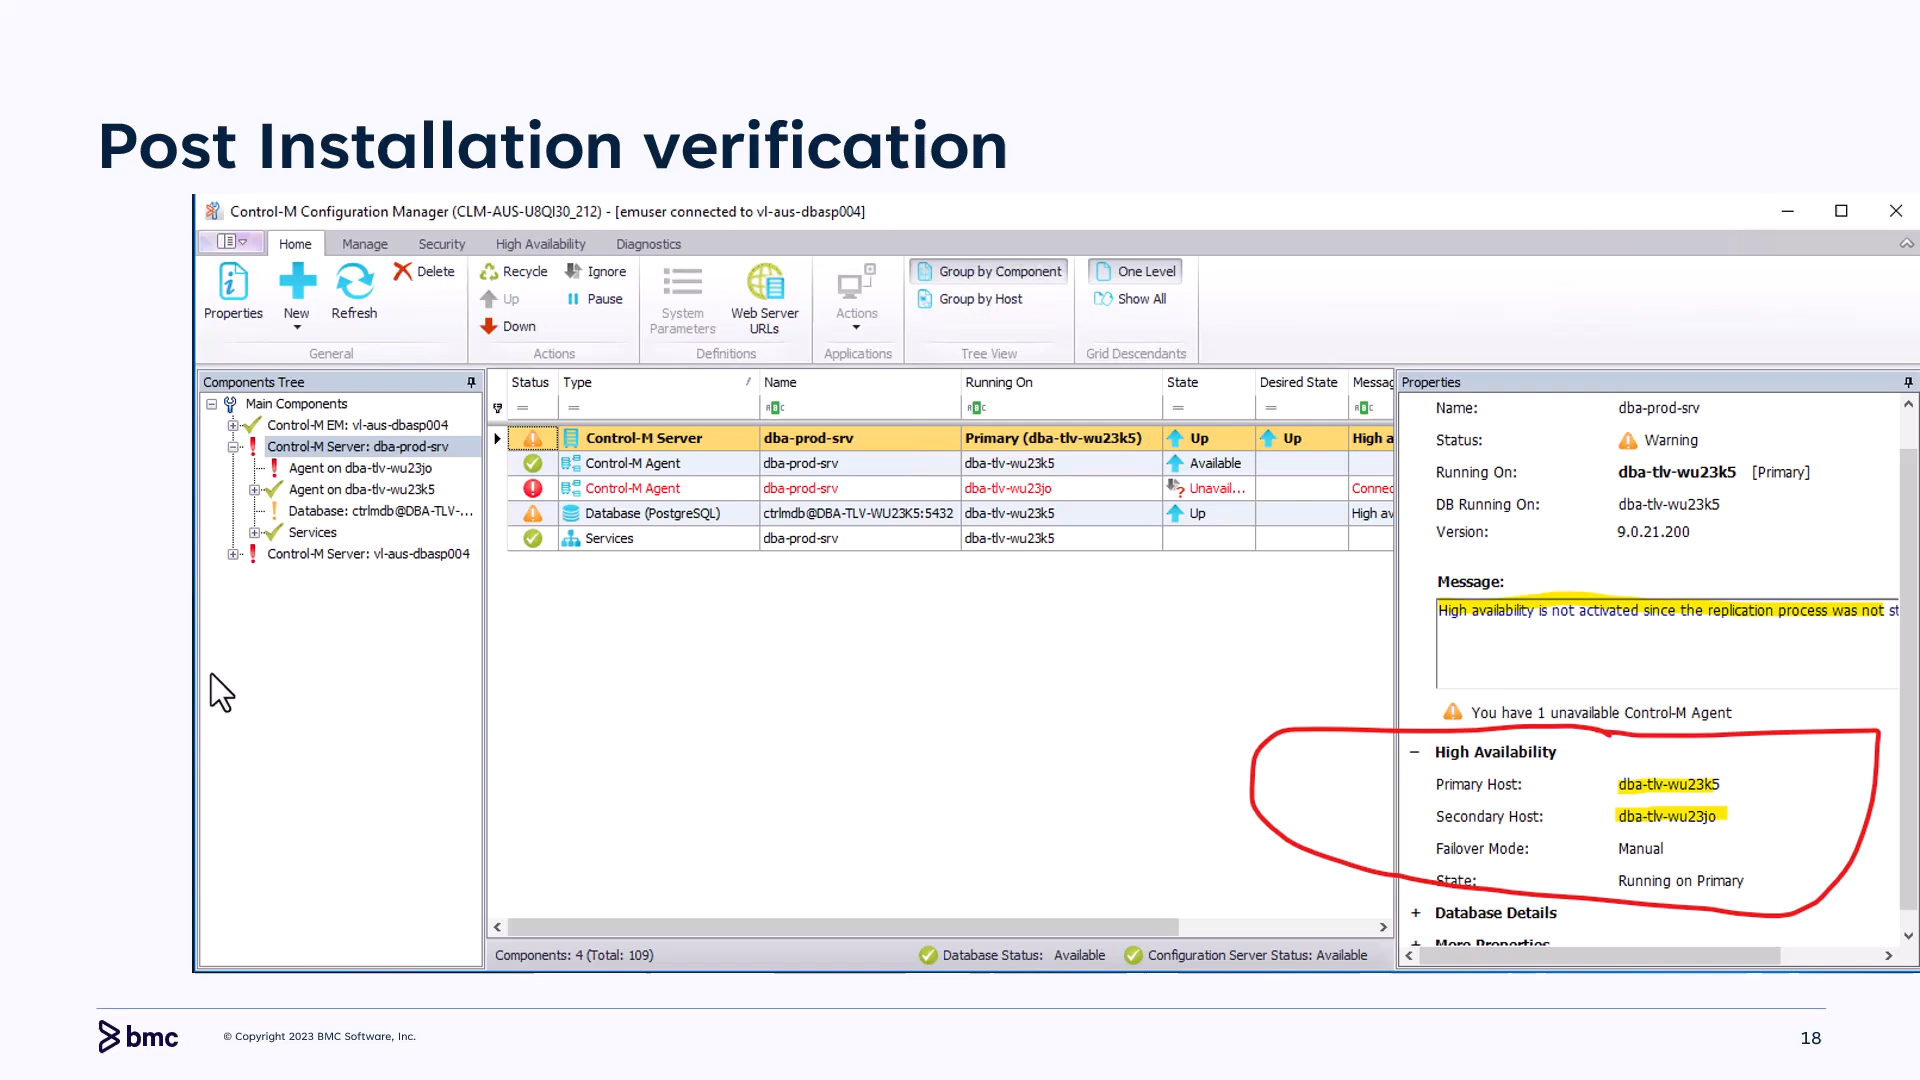 Post Installation verification
Control-M Configuration Manager (CLM-AUS-U8QI30_212) - [emuser connected to vl-aus-dbasp004]
Home Manage Security High Availability Diagnostics
Properties New Refresh Delete
General
Recycle Ignore
Up Pause
Down
Actions
System Parameters Web Server URLs
Definitions
Actions
Applications
Group by Component
Group by Host
Tree View
One Level
Show All
Grid Descendants
Components Tree
Main Components
Control-M EM: vl-aus-dbasp004
Control-M Server: dba-prod-srv
Agent on dba-tlv-wu23jo
Agent on dba-tlv-wu23k5
Database: ctrlmdb@DBA-TLV-...
Services
Control-M Server: vl-aus-dbasp004
Status Type Name Running On State Desired State Messag
Control-M Server dba-prod-srv Primary (dba-tlv-wu23k5) Up Up High a
Control-M Agent dba-prod-srv dba-tlv-wu23k5 Available
Control-M Agent dba-prod-srv dba-tlv-wu23jo Unavail... Connec
Database (PostgreSQL) ctrlmdb@DBA-TLV-WU23K5:5432 dba-tlv-wu23k5 Up High av
Services dba-prod-srv dba-tlv-wu23k5
Components: 4 (Total: 109) Database Status: Available Configuration Server Status: Available
Properties
Name: dba-prod-srv
Status: Warning
Running On: dba-tlv-wu23k5 [Primary]
DB Running On: dba-tlv-wu23k5
Version: 9.0.21.200
Message:
High availability is not activated since the replication process was not st
You have 1 unavailable Control-M Agent
High Availability
Primary Host: dba-tlv-wu23k5
Secondary Host: dba-tlv-wu23jo
Failover Mode: Manual
State: Running on Primary
Database Details
More Properties
bmc © Copyright 2023 BMC Software, Inc. 18